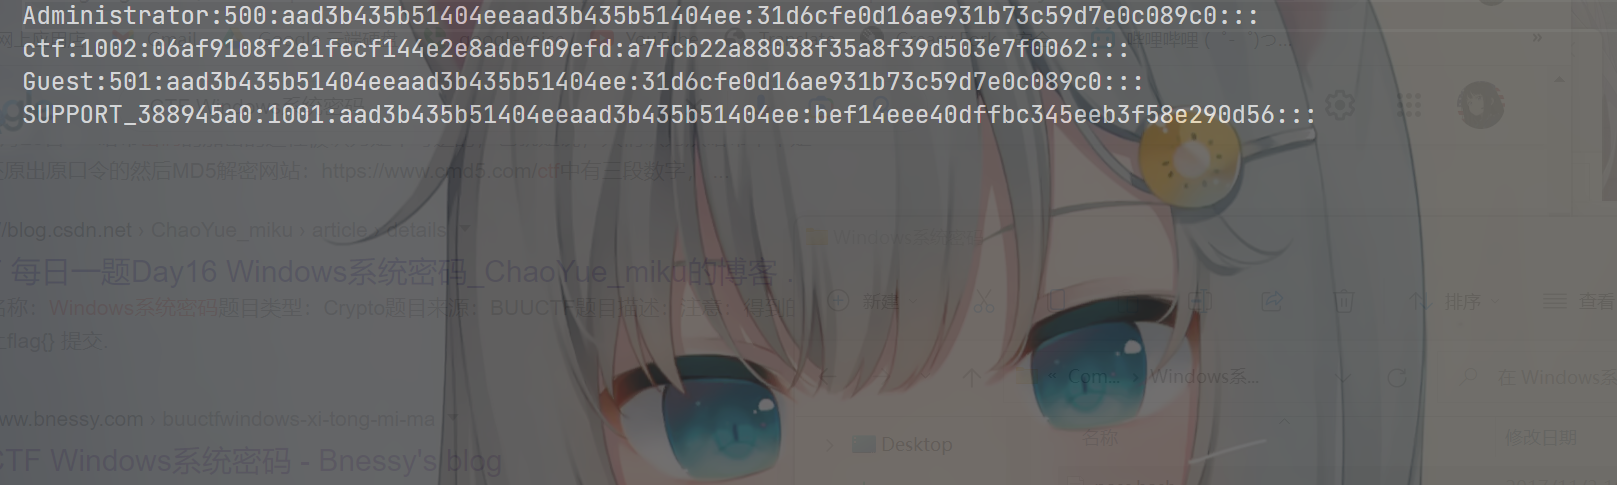 Administrator:500:aad3b435b51404eeaad3b435b51404ee:31d6cfe0d16ae931b73c59d7e0c089c0:::
ctf:1002:06af9108f2e1fecf144e2e8adef09efd:a7fcb22a88038f35a8f39d503e7f0062:::
Guest:501:aad3b435b51404eeaad3b435b51404ee:31d6cfe0d16ae931b73c59d7e0c089c0:::
SUPPORT_388945a0:1001:aad3b435b51404eeaad3b435b51404ee:bef14eee40dffbc345eeb3f58e290d56:::
原出原口令的然后MD5解密网站：https://www.cmd5.com/ctf中有三段数字， ...
/blog.csdn.net › ChaoYue_miku › article › details
每日一题Day16 Windows系统密码_ChaoYue_miku的博客 .
Windows系统密码
名称：Windows系统密码题目类型：Crypto题目来源：BUUCTF题目描述：注意：得到的
新建
排序
查看
flag{} 提交.
« Com... › Windows系...
在 Windows系
ww.bnessy.com › buuctfwindows-xi-tong-mi-ma
Desktop
名称
修改日期
CTF Windows系统密码 - Bnessy's blog